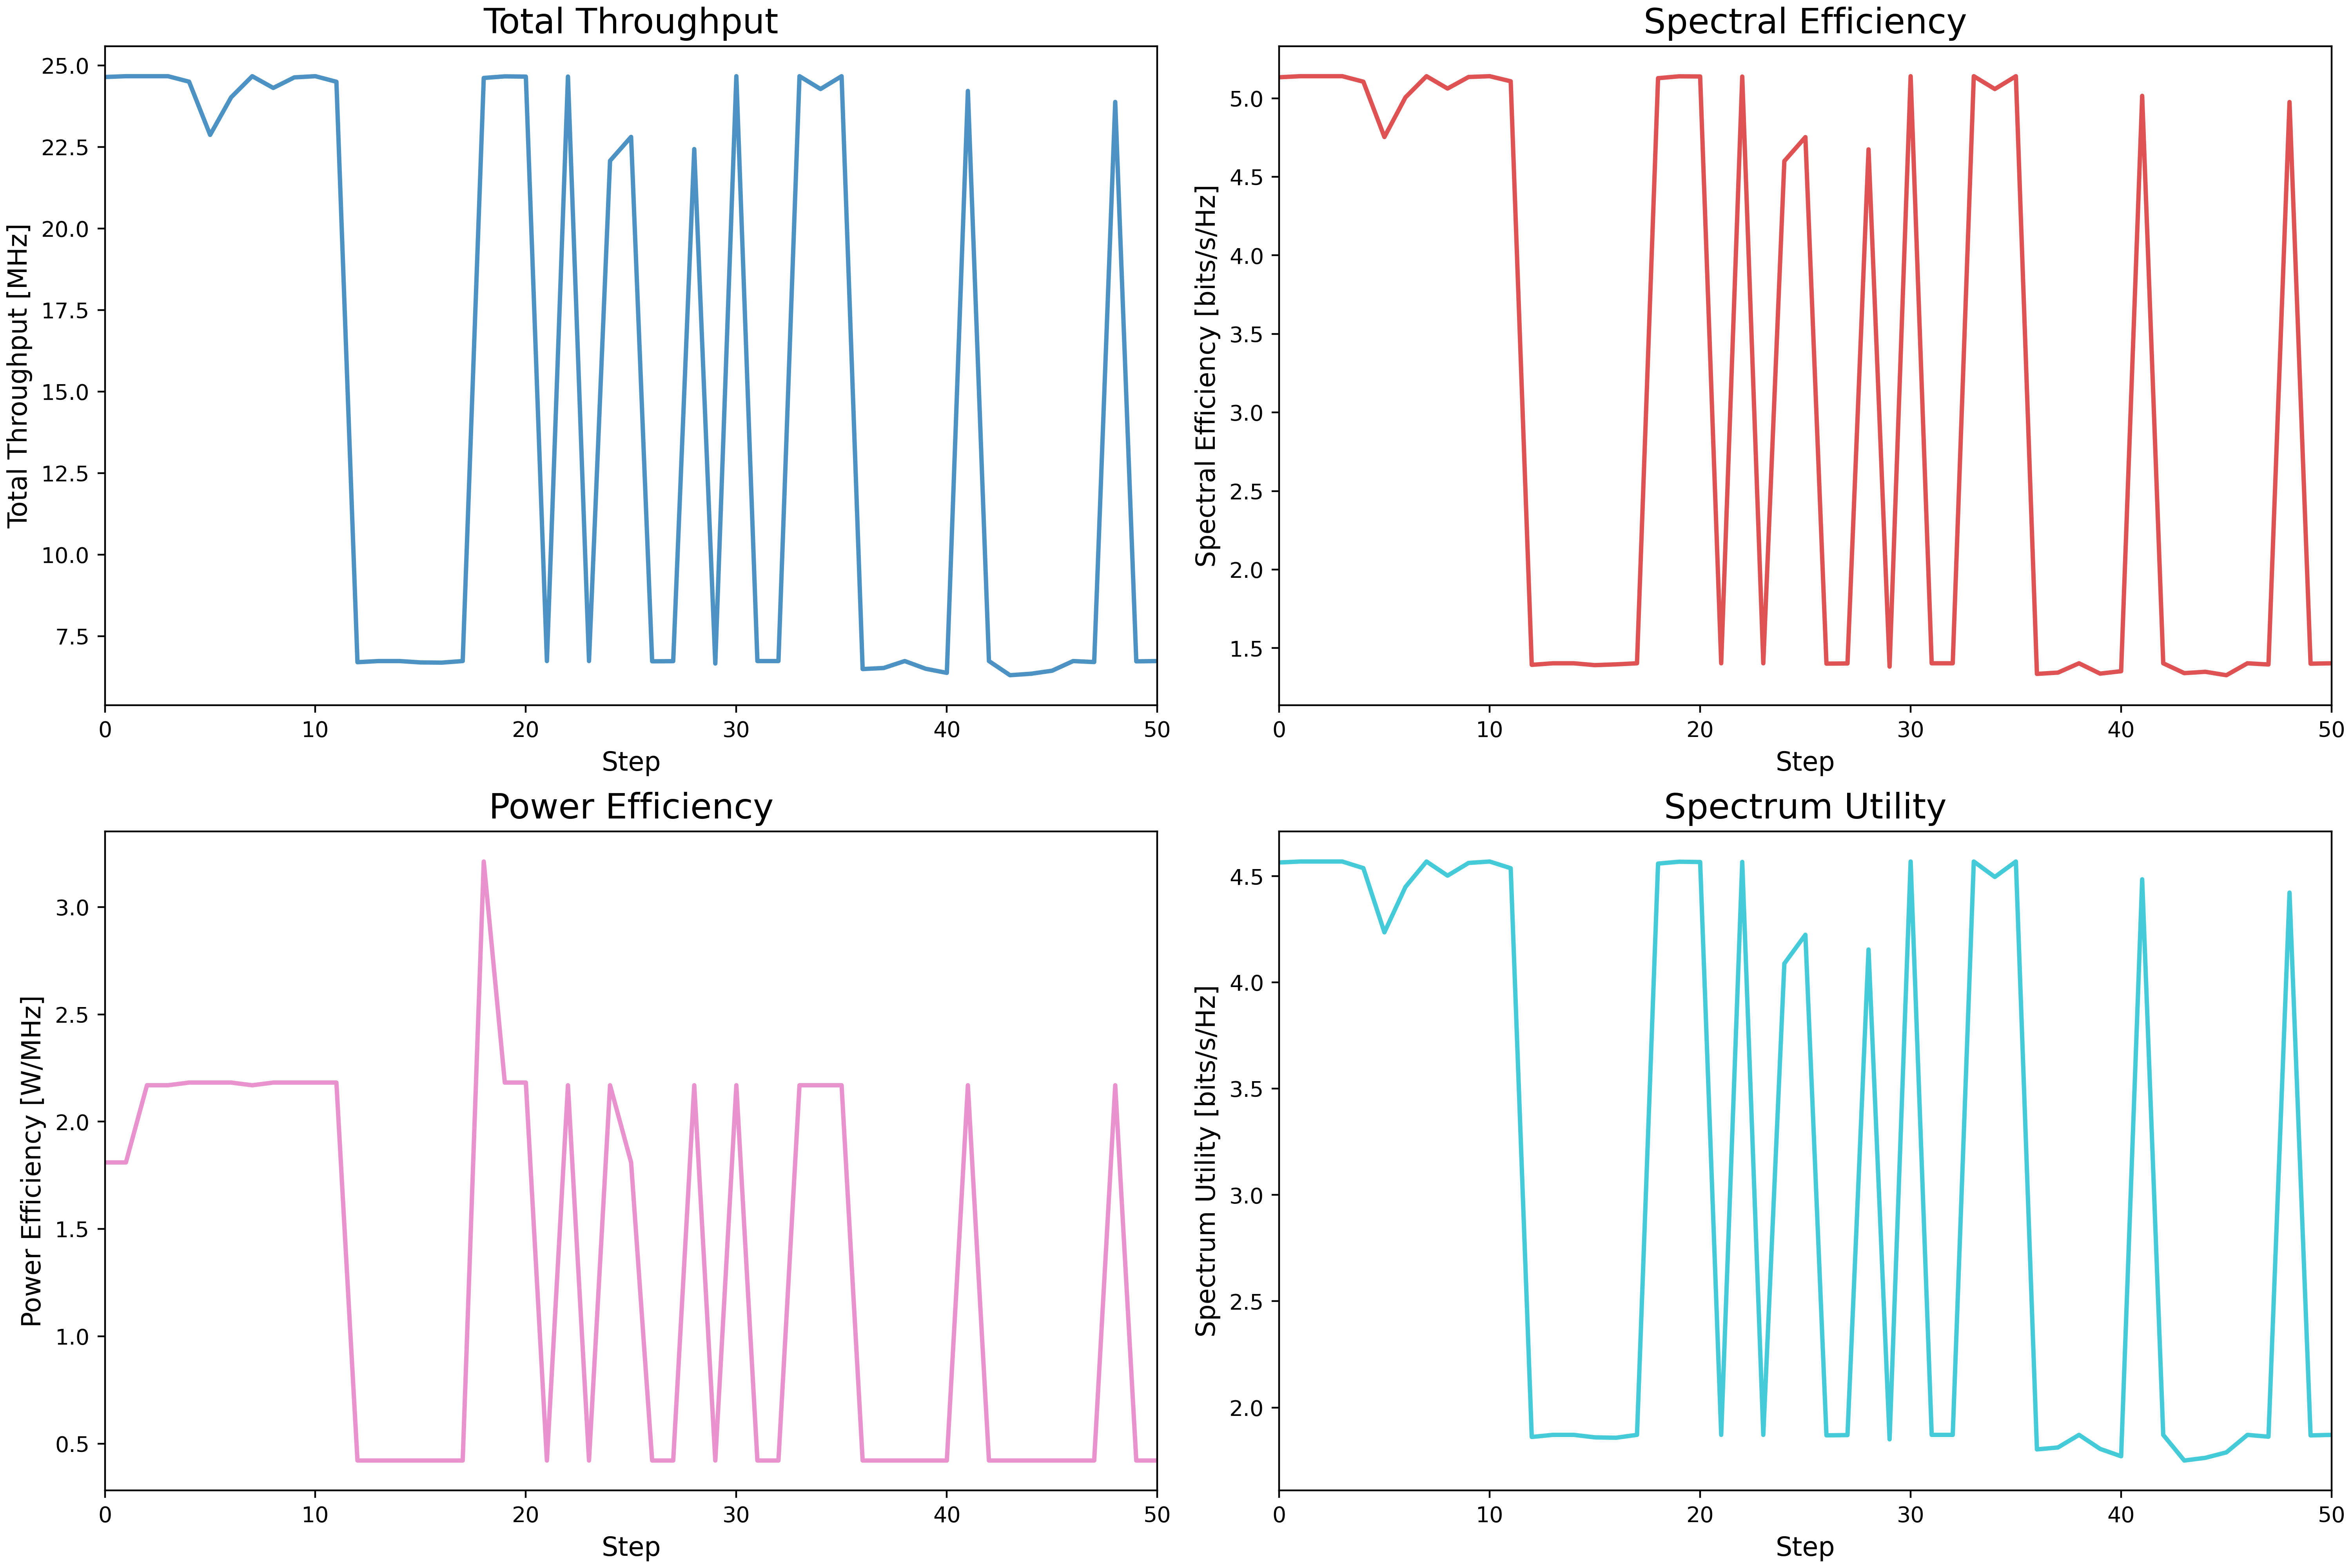 Total Throughput
Total Throughput [MHz]
25.0
22.5
20.0
17.5
15.0
12.5
10.0
7.5
0 10 20 30 40 50
Step
Spectral Efficiency
Spectral Efficiency [bits/s/Hz]
5.0
4.5
4.0
3.5
3.0
2.5
2.0
1.5
0 10 20 30 40 50
Step
Power Efficiency
Power Efficiency [W/MHz]
3.0
2.5
2.0
1.5
1.0
0.5
0 10 20 30 40 50
Step
Spectrum Utility
Spectrum Utility [bits/s/Hz]
4.5
4.0
3.5
3.0
2.5
2.0
0 10 20 30 40 50
Step